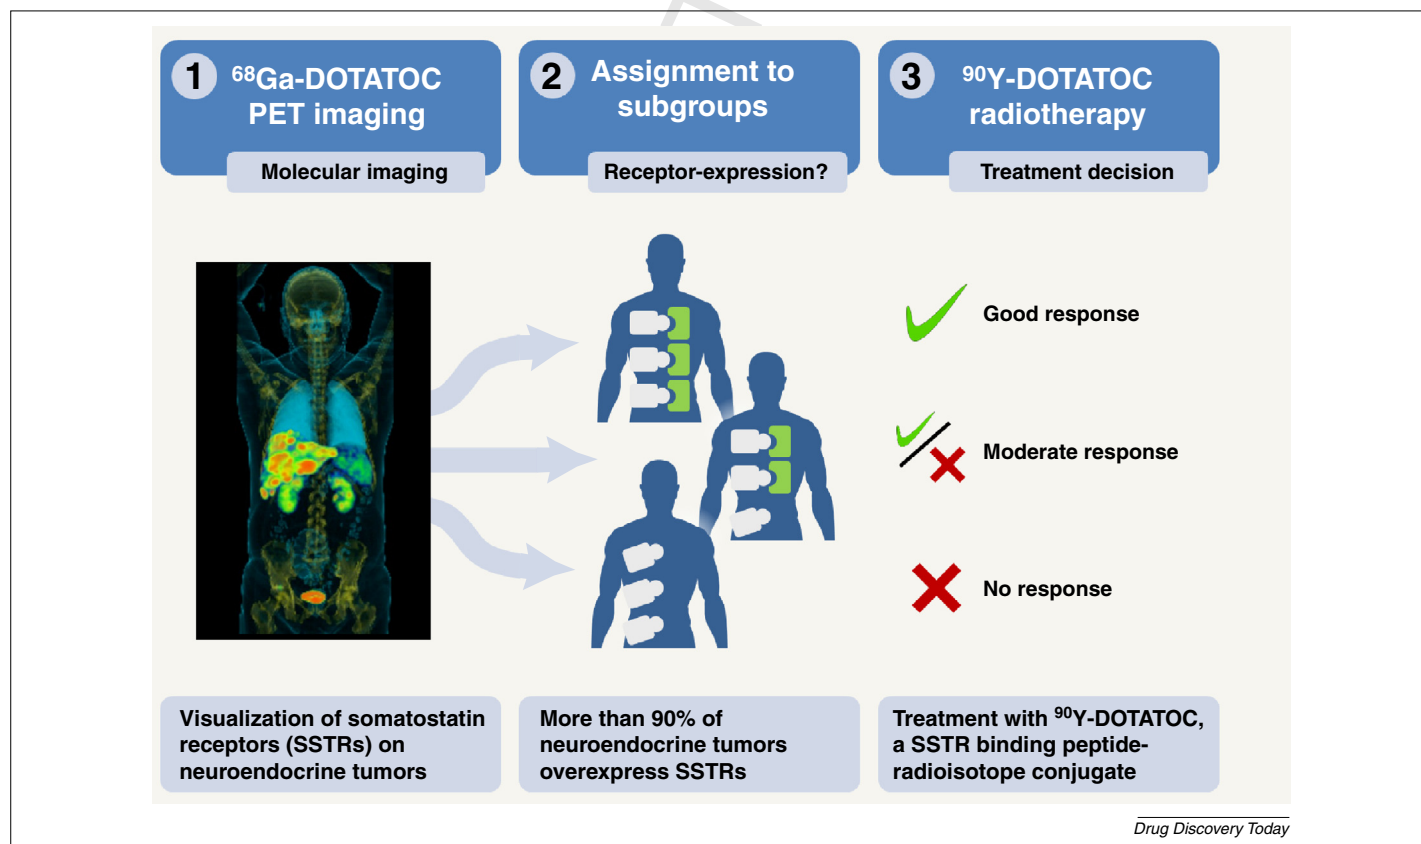 1
⁶⁸Ga-DOTATOC
PET imaging
Molecular imaging
2
Assignment to
subgroups
Receptor-expression?
3
⁹⁰Y-DOTATOC
radiotherapy
Treatment decision
Good response
Moderate response
No response
Visualization of somatostatin
receptors (SSTRs) on
neuroendocrine tumors
More than 90% of
neuroendocrine tumors
overexpress SSTRs
Treatment with ⁹⁰Y-DOTATOC,
a SSTR binding peptide-
radioisotope conjugate
Drug Discovery Today